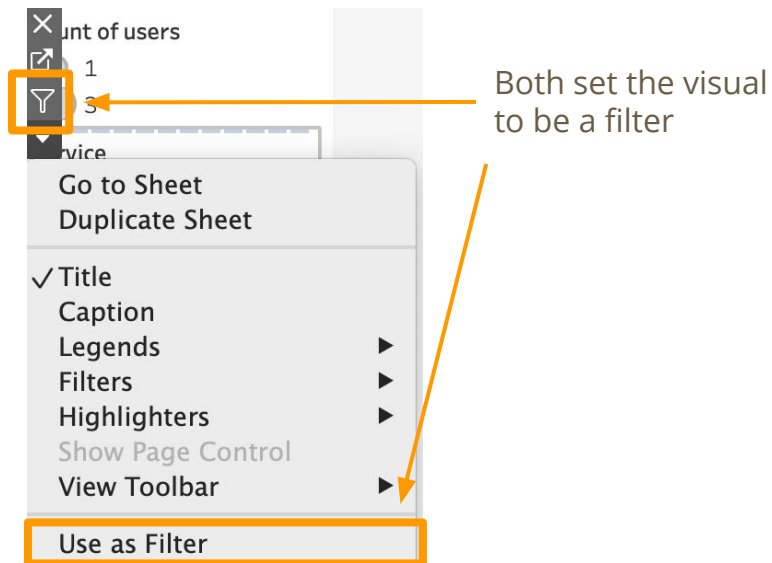 unt of users
1
3
Both set the visual
to be a filter
rvice
Go to Sheet
Duplicate Sheet
✓ Title
Caption
Legends
Filters
Highlighters
Show Page Control
View Toolbar
Use as Filter